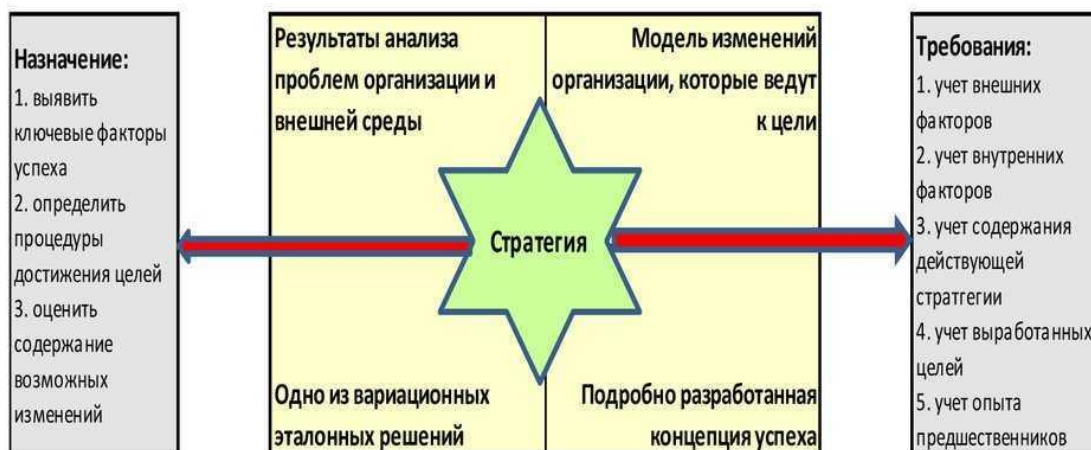 Назначение:
1. выявить
ключевые факторы
успеха
2. определить
процедуры
достижения целей
3. оценить
содержание
возможных
изменений
Результаты анализа
проблем организации и
внешней среды
Модель изменений
организации, которые ведут
к цели
Стратегия
Одно из вариационных
эталонных решений
Подробно разработанная
концепция успеха
Требования:
1. учет внешних
факторов
2. учет внутренних
факторов
3. учет содержания
действующей
стратгегии
4. учет выработанных
целей
5. учет опыта
предшественников